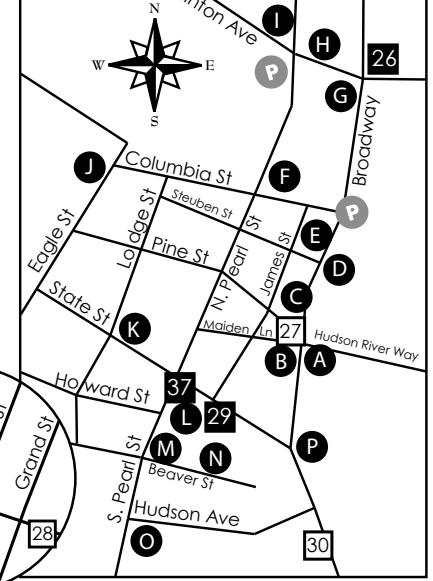 N
W E
S
nton Ave
I
H
26
P
G
Broadway
J
Columbia St
F
Steuben St
P
Eagle St
Lodge St
Pine St
N. Pearl St
James St
E
D
C
State St
K
Maiden Ln
27
Hudson River Way
B
A
Howard St
37
L
29
M
N
P
Beaver St
St
Grand St
S. Pearl St
Hudson Ave
28
O
30